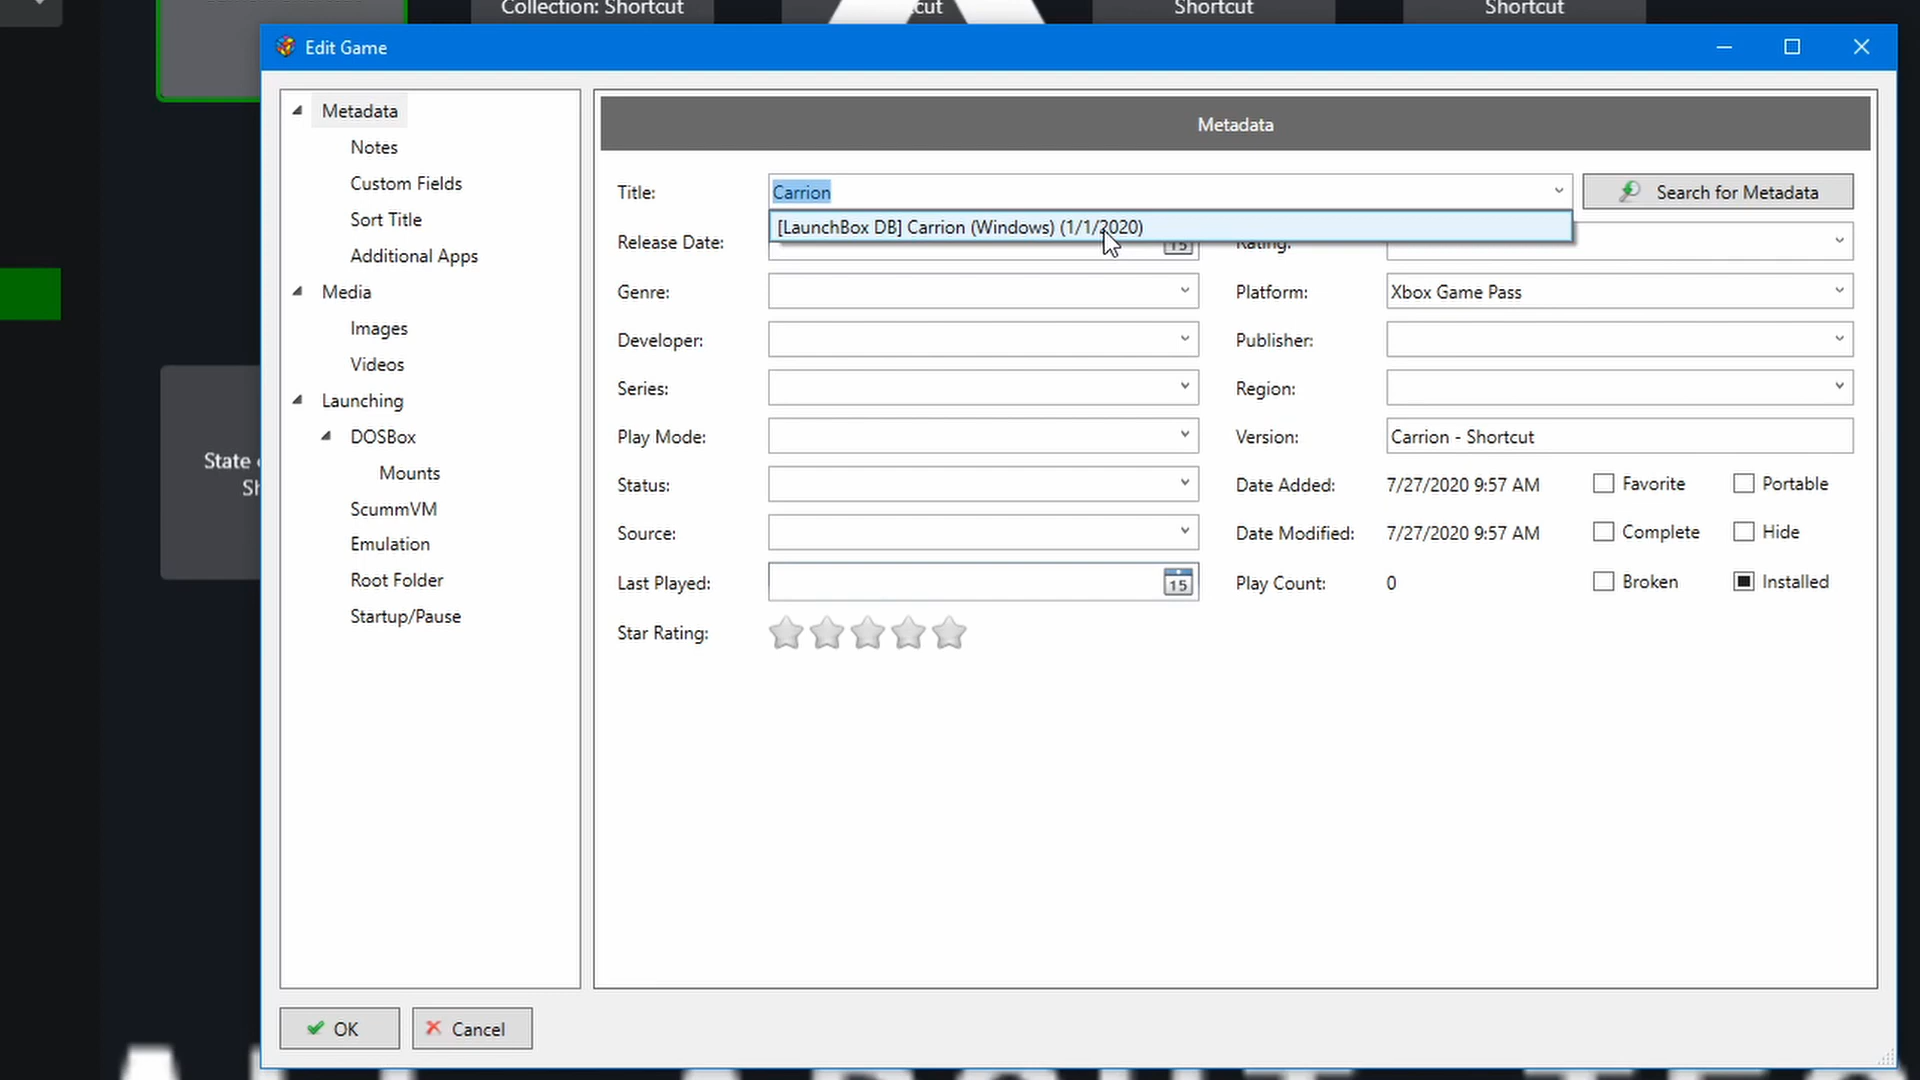 Collection: Shortcut
cut
Shortcut
Shortcut
Edit Game
Metadata
Notes
Custom Fields
Sort Title
Additional Apps
Media
Images
Videos
Launching
DOSBox
Mounts
ScummVM
Emulation
Root Folder
Startup/Pause
Metadata
Title:
Carrion
Search for Metadata
[LaunchBox DB] Carrion (Windows) (1/1/2020)
Release Date:
15
Rating:
Genre:
Platform:
Xbox Game Pass
Developer:
Publisher:
Series:
Region:
Play Mode:
Version:
Carrion - Shortcut
Status:
Date Added:
7/27/2020 9:57 AM
Favorite
Portable
Source:
Date Modified:
7/27/2020 9:57 AM
Complete
Hide
Last Played:
15
Play Count:
0
Broken
Installed
Star Rating:
State
Sh
OK
Cancel